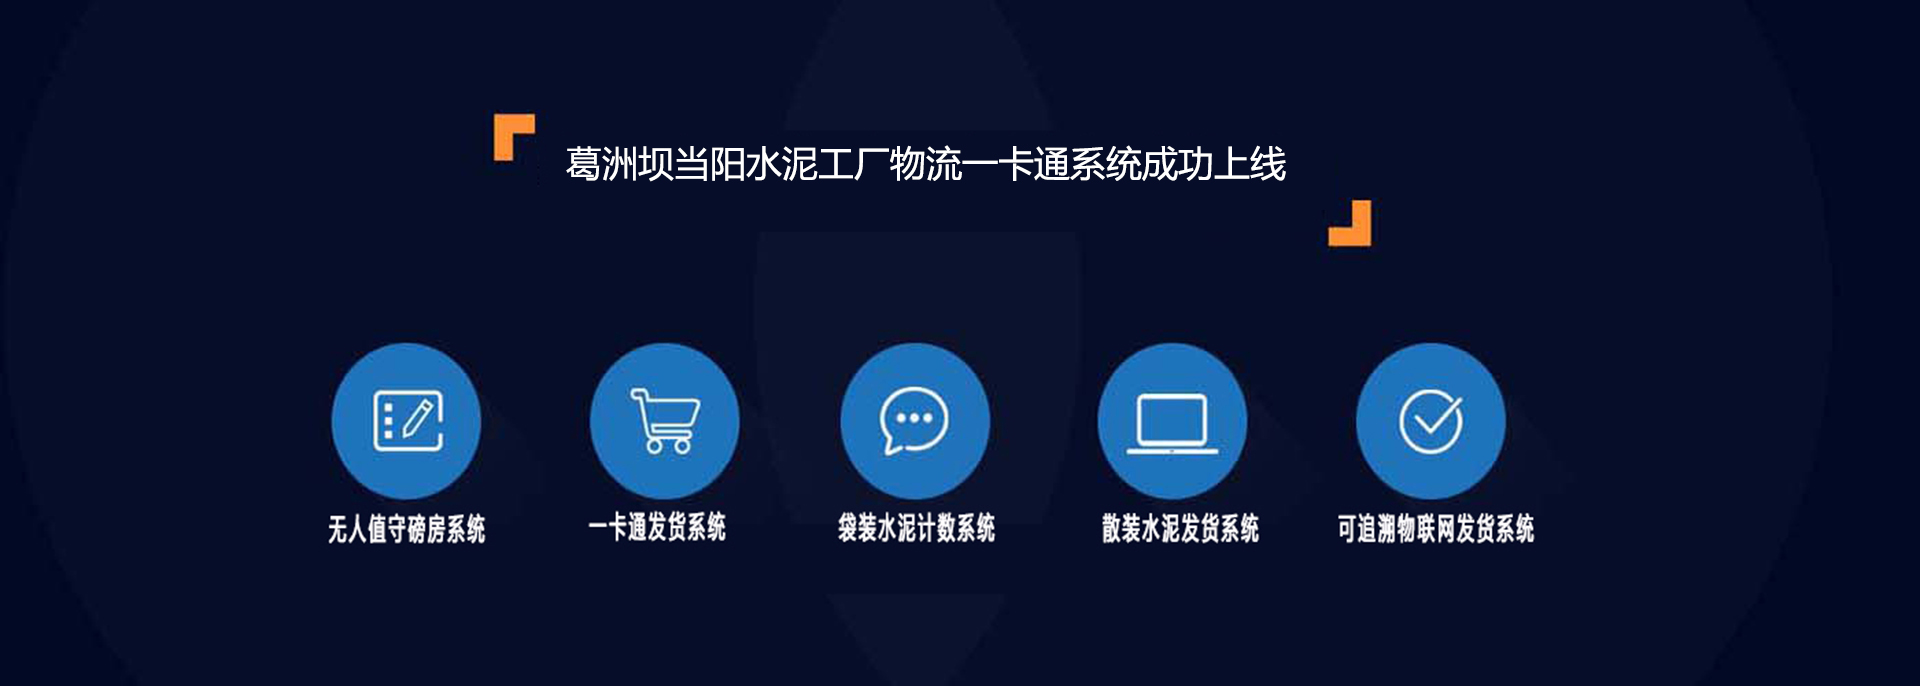 葛洲坝当阳水泥工厂物流一卡通系统成功上线
无人值守磅房系统
一卡通发货系统
袋装水泥计数系统
散装水泥发货系统
可追溯物联网发货系统